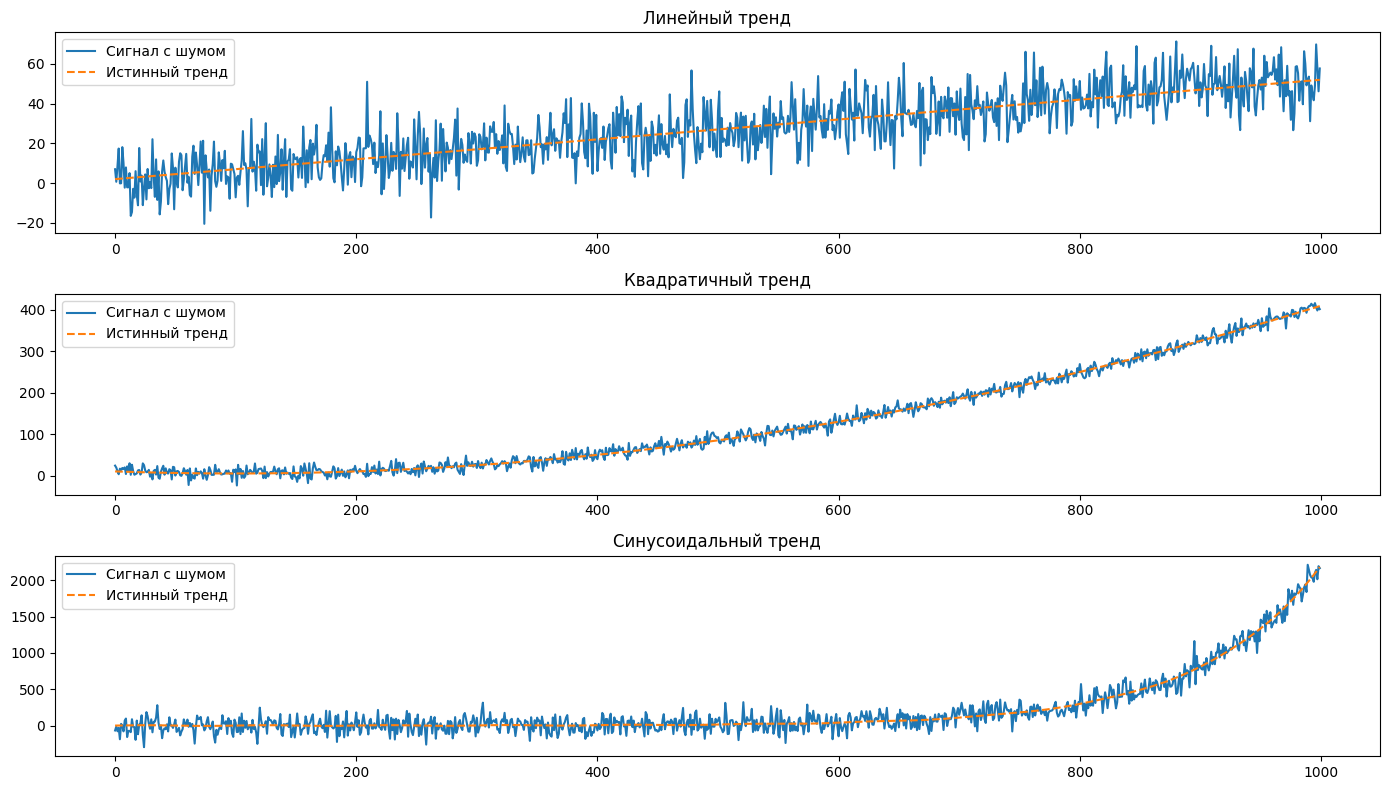 Линейный тренд
Сигнал с шумом
Истинный тренд
60
40
20
0
−20
0 200 400 600 800 1000
Квадратичный тренд
Сигнал с шумом
Истинный тренд
400
300
200
100
0
0 200 400 600 800 1000
Синусоидальный тренд
Сигнал с шумом
Истинный тренд
2000
1500
1000
500
0
0 200 400 600 800 1000